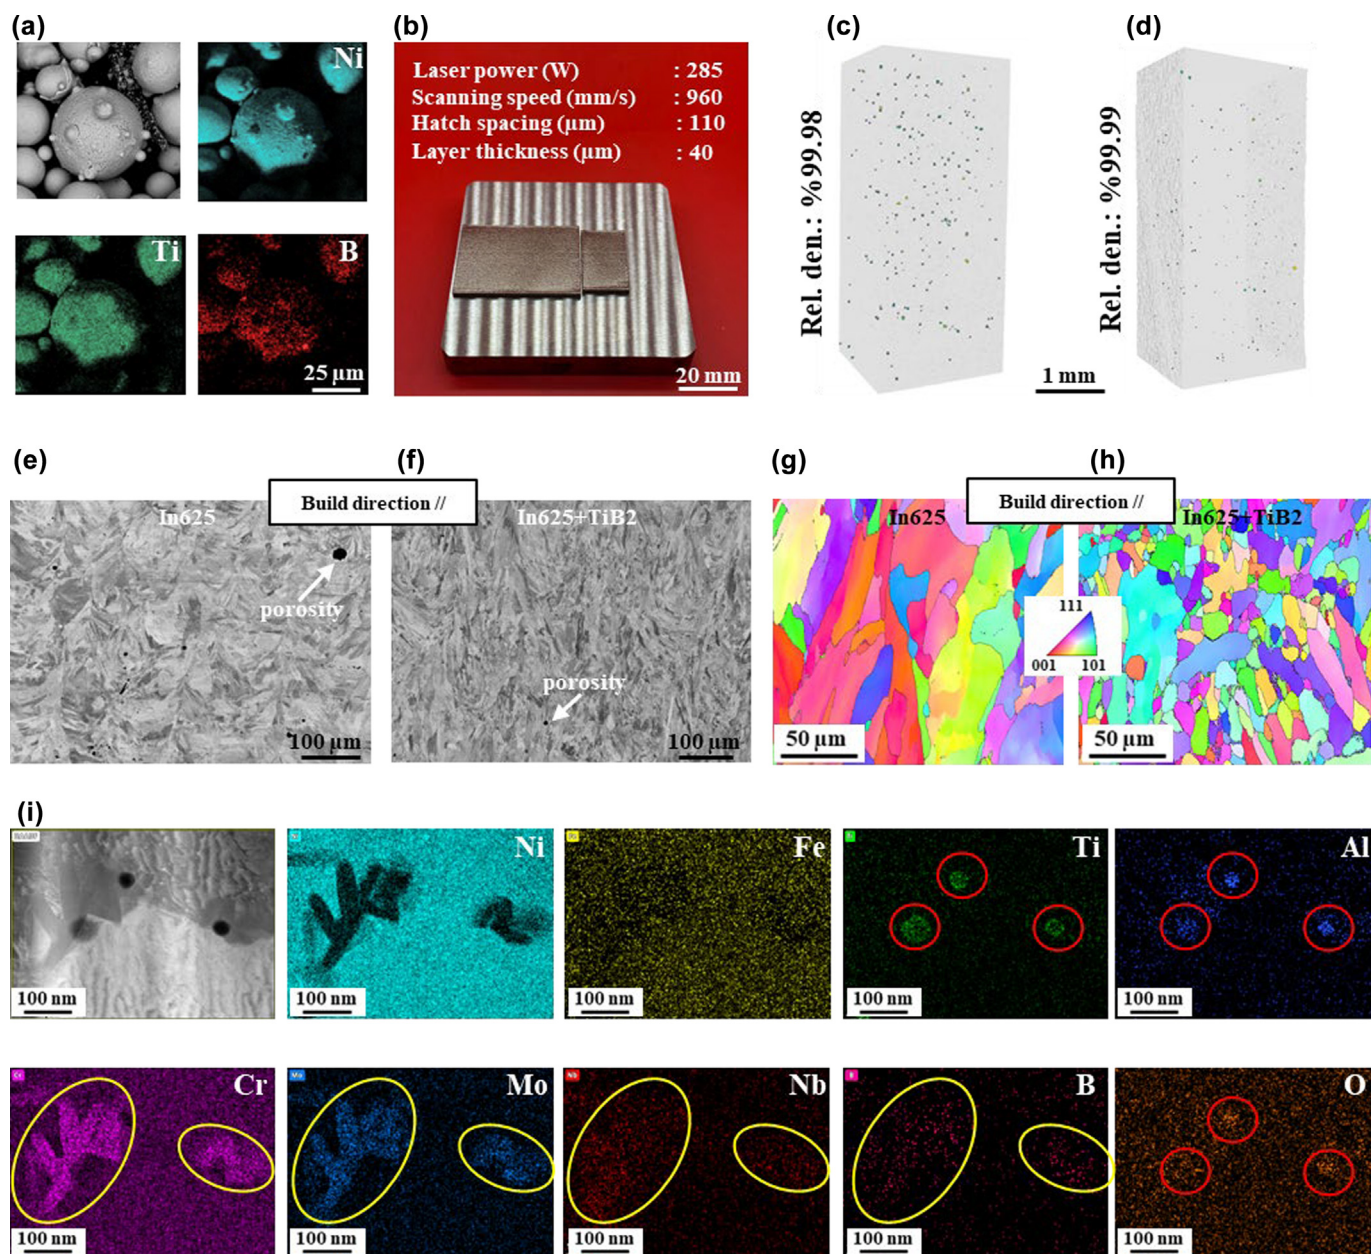 (a)
Ni
Ti
B
25 µm
(b)
Laser power (W) : 285
Scanning speed (mm/s) : 960
Hatch spacing (µm) : 110
Layer thickness (µm) : 40
20 mm
(c)
Rel. den.: %99.98
(d)
Rel. den.: %99.99
1 mm
(e)
(f)
Build direction //
In625
In625+TiB2
porosity
porosity
100 µm
100 µm
(g)
(h)
Build direction //
In625
In625+TiB2
111
001 101
50 µm
50 µm
(i)
Ni
Fe
Ti
Al
100 nm
100 nm
100 nm
100 nm
100 nm
Cr
Cr
Mo
Mo
Nb
Nb
B
B
O
100 nm
100 nm
100 nm
100 nm
100 nm